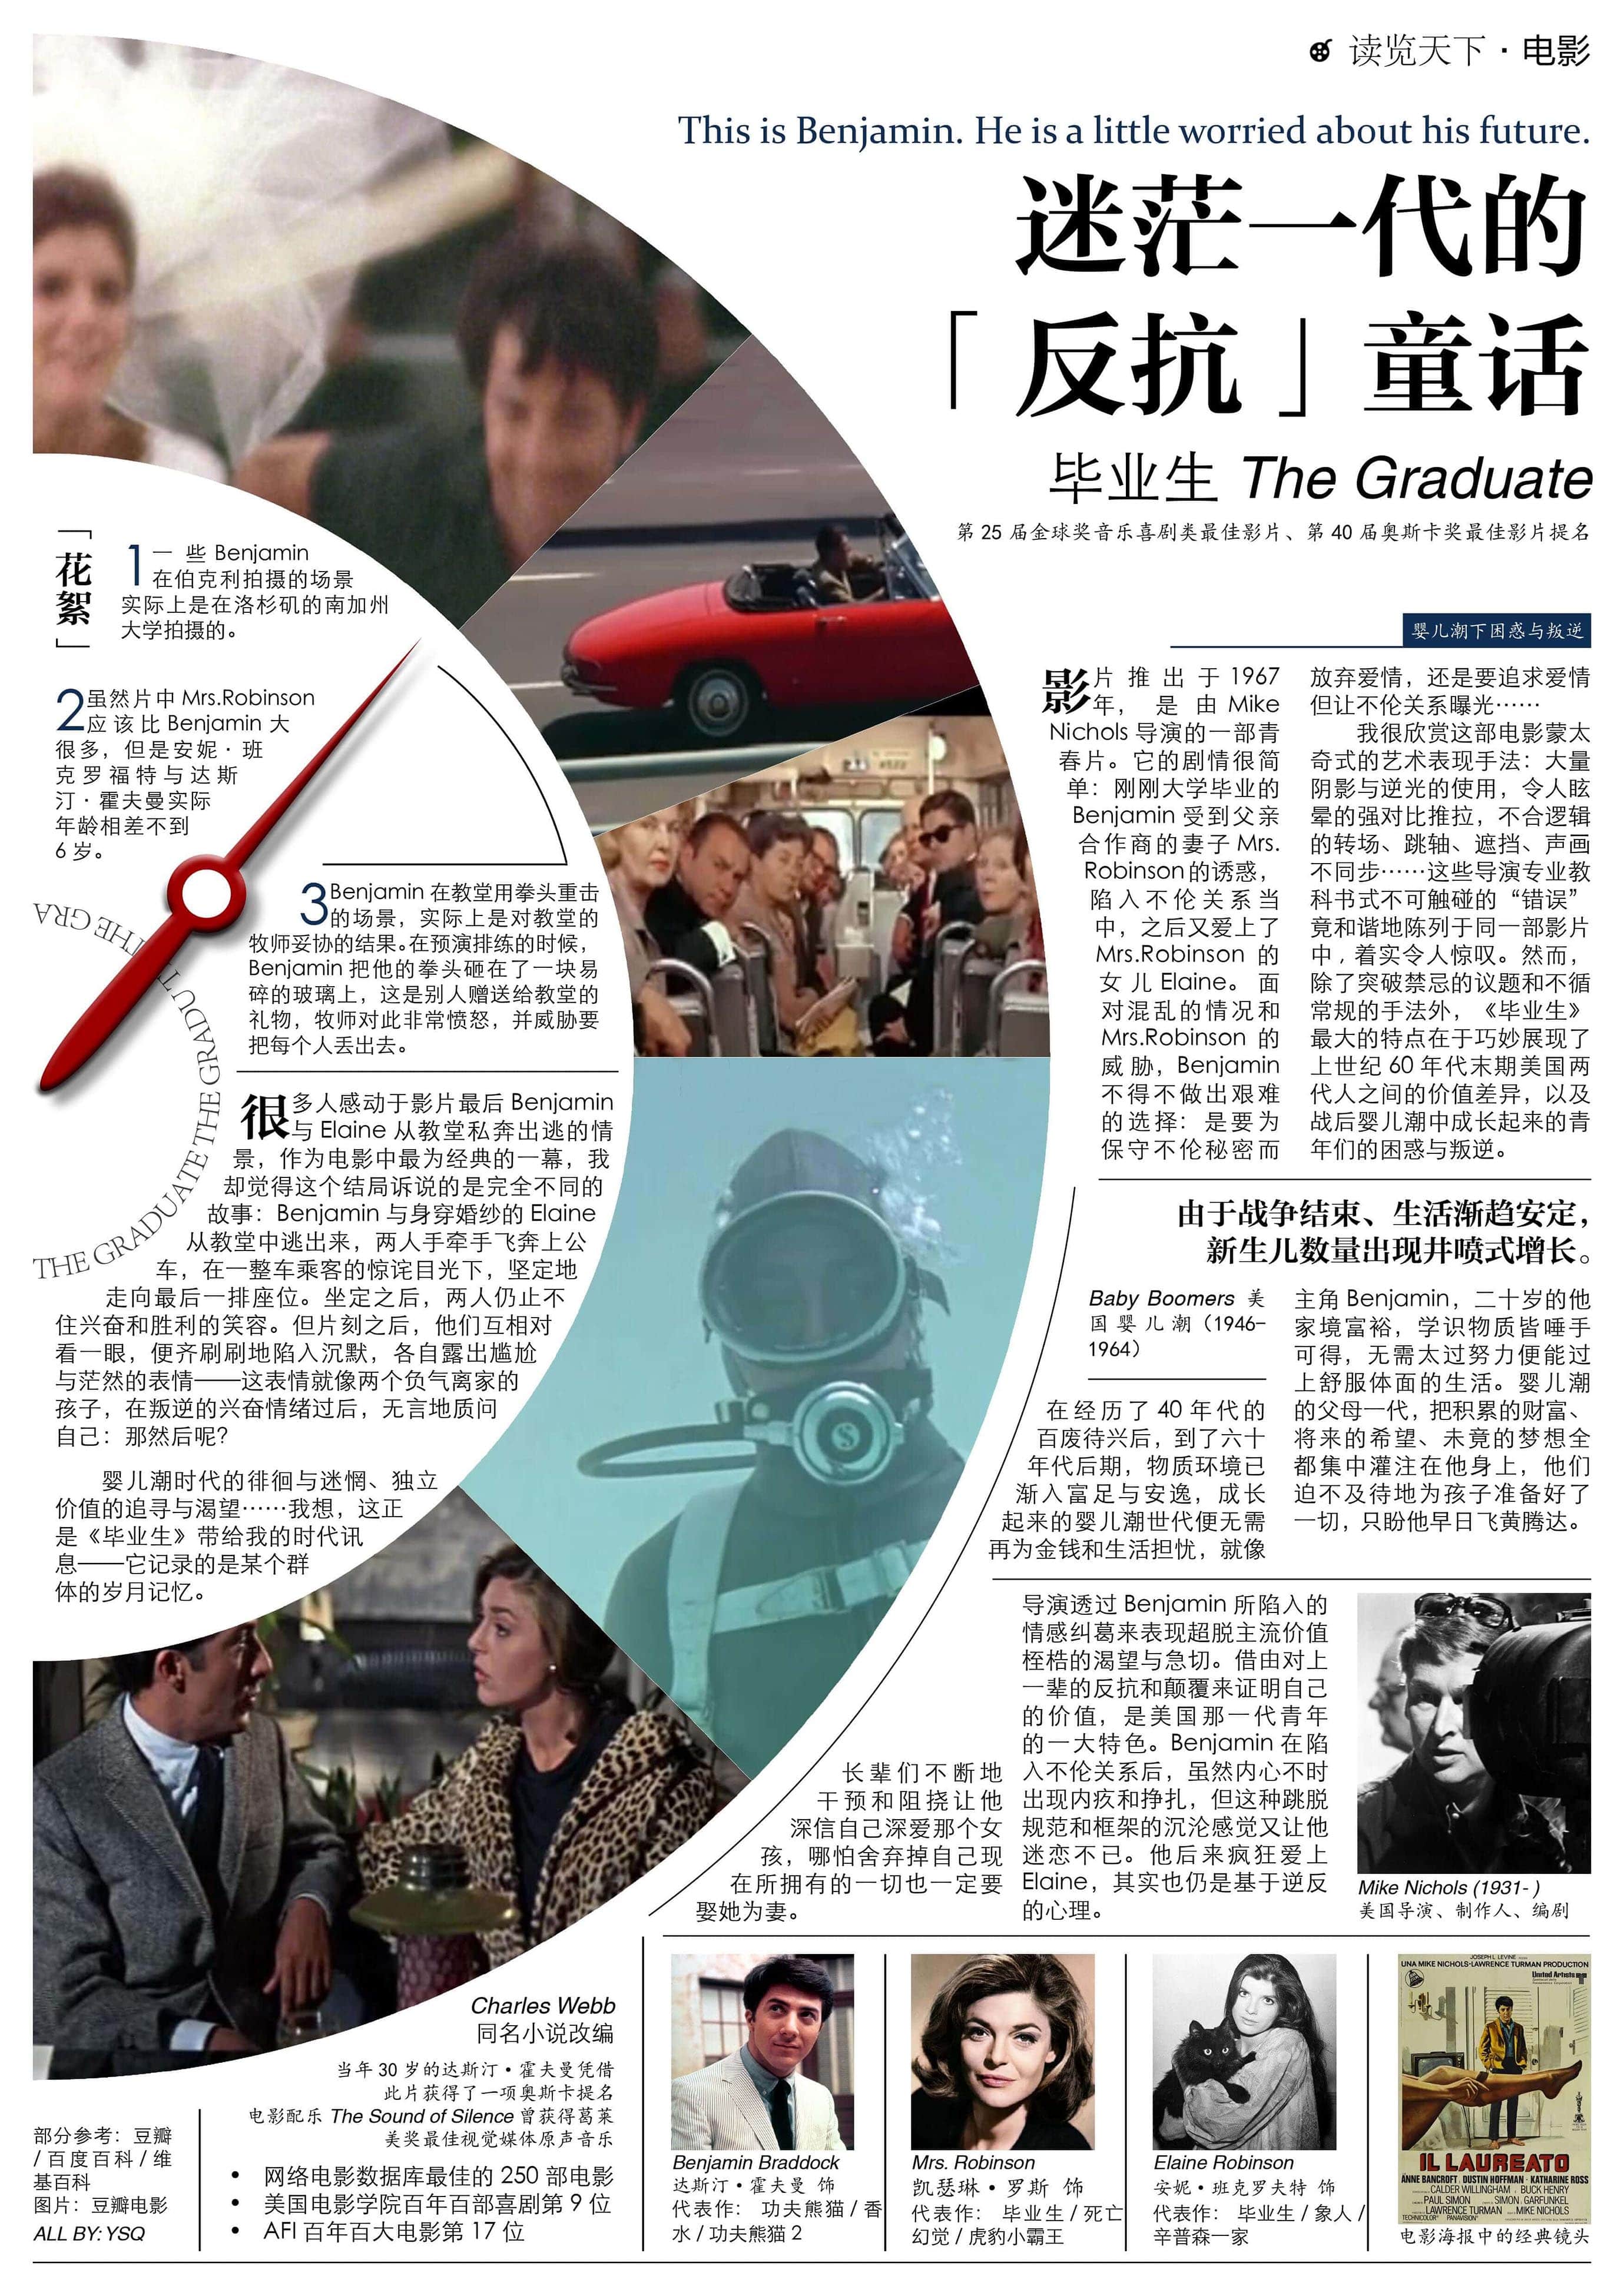 读览天下·电影
This is Benjamin. He is a little worried about his future.
迷茫一代的
「反抗」童话
毕业生 The Graduate
第 25 届金球奖音乐喜剧类最佳影片、第 40 届奥斯卡奖最佳影片提名
「花絮」
1 一 些 Benjamin
在伯克利拍摄的场景
实际上是在洛杉矶的南加州
大学拍摄的。
2 虽然片中 Mrs.Robinson
应该比 Benjamin 大
很多，但是安妮·班
克罗福特与达斯
汀·霍夫曼实际
年龄相差不到
6 岁。
3 Benjamin 在教堂用拳头重击
的场景，实际上是对教堂的
牧师妥协的结果。在预演排练的时候，
Benjamin 把他的拳头砸在了一块易
碎的玻璃上，这是别人赠送给教堂的
礼物，牧师对此非常愤怒，并威胁要
把每个人丢出去。
THE GRADUATE THE GRADUT THE GRA
很多人感动于影片最后 Benjamin
与 Elaine 从教堂私奔出逃的情
景，作为电影中最为经典的一幕，我
却觉得这个结局诉说的是完全不同的
故事：Benjamin 与身穿婚纱的 Elaine
从教堂中逃出来，两人手牵手飞奔上公
车，在一整车乘客的惊诧目光下，坚定地
走向最后一排座位。坐定之后，两人仍止不
住兴奋和胜利的笑容。但片刻之后，他们互相对
看一眼，便齐刷刷地陷入沉默，各自露出尴尬
与茫然的表情——这表情就像两个负气离家的
孩子，在叛逆的兴奋情绪过后，无言地质问
自己：那然后呢？
婴儿潮时代的徘徊与迷惘、独立
价值的追寻与渴望……我想，这正
是《毕业生》带给我的时代讯
息——它记录的是某个群
体的岁月记忆。
婴儿潮下困惑与叛逆
影片推出于 1967
年，是由 Mike
Nichols 导演的一部青
春片。它的剧情很简
单：刚刚大学毕业的
Benjamin 受到父亲
合作商的妻子 Mrs.
Robinson 的诱惑，
陷入不伦关系当
中，之后又爱上了
Mrs.Robinson 的
女儿 Elaine。面
对混乱的情况和
Mrs.Robinson 的
威胁，Benjamin
不得不做出艰难
的选择：是要为
保守不伦秘密而
放弃爱情，还是要追求爱情
但让不伦关系曝光……
我很欣赏这部电影蒙太
奇式的艺术表现手法：大量
阴影与逆光的使用，令人眩
晕的强对比推拉，不合逻辑
的转场、跳轴、遮挡、声画
不同步……这些导演专业教
科书式不可触碰的“错误”
竟和谐地陈列于同一部影片
中，着实令人惊叹。然而，
除了突破禁忌的议题和不循
常规的手法外，《毕业生》
最大的特点在于巧妙展现了
上世纪 60 年代末期美国两
代人之间的价值差异，以及
战后婴儿潮中成长起来的青
年们的困惑与叛逆。
由于战争结束、生活渐趋安定，
新生儿数量出现井喷式增长。
Baby Boomers 美
国婴儿潮（1946-
1964）
在经历了 40 年代的
百废待兴后，到了六十
年代后期，物质环境已
渐入富足与安逸，成长
起来的婴儿潮世代便无需
再为金钱和生活担忧，就像
主角 Benjamin，二十岁的他
家境富裕，学识物质皆唾手
可得，无需太过努力便能过
上舒服体面的生活。婴儿潮
的父母一代，把积累的财富、
将来的希望、未竟的梦想全
都集中灌注在他身上，他们
迫不及待地为孩子准备好了
一切，只盼他早日飞黄腾达。
导演透过 Benjamin 所陷入的
情感纠葛来表现超脱主流价值
桎梏的渴望与急切。借由对上
一辈的反抗和颠覆来证明自己
的价值，是美国那一代青年
的一大特色。Benjamin 在陷
入不伦关系后，虽然内心不时
出现内疚和挣扎，但这种跳脱
规范和框架的沉沦感觉又让他
迷恋不已。他后来疯狂爱上
Elaine，其实也仍是基于逆反
的心理。
长辈们不断地
干预和阻挠让他
深信自己深爱那个女
孩，哪怕舍弃掉自己现
在所拥有的一切也一定要
娶她为妻。
Mike Nichols (1931- )
美国导演、制作人、编剧
Charles Webb
同名小说改编
当年 30 岁的达斯汀·霍夫曼凭借
此片获得了一项奥斯卡提名
电影配乐 The Sound of Silence 曾获得葛莱
美奖最佳视觉媒体原声音乐
• 网络电影数据库最佳的 250 部电影
• 美国电影学院百年百部喜剧第 9 位
• AFI 百年百大电影第 17 位
部分参考：豆瓣
/ 百度百科 / 维
基百科
图片：豆瓣电影
ALL BY: YSQ
Benjamin Braddock
达斯汀·霍夫曼 饰
代表作： 功夫熊猫 / 香
水 / 功夫熊猫 2
Mrs. Robinson
凯瑟琳·罗斯 饰
代表作： 毕业生 / 死亡
幻觉 / 虎豹小霸王
Elaine Robinson
安妮·班克罗夫特 饰
代表作： 毕业生 / 象人 /
辛普森一家
JOSEPH E. LEVINE
UNA MIKE NICHOLS-LAWRENCE TURMAN PRODUCTION
United Artists
IL LAUREATO
ANNE BANCROFT · DUSTIN HOFFMAN · KATHARINE ROSS
CALDER WILLINGHAM BUCK HENRY
PAUL SIMON SIMON GARFUNKEL
LAWRENCE TURMAN MIKE NICHOLS
TECHNICOLOR PANAVISION
电影海报中的经典镜头